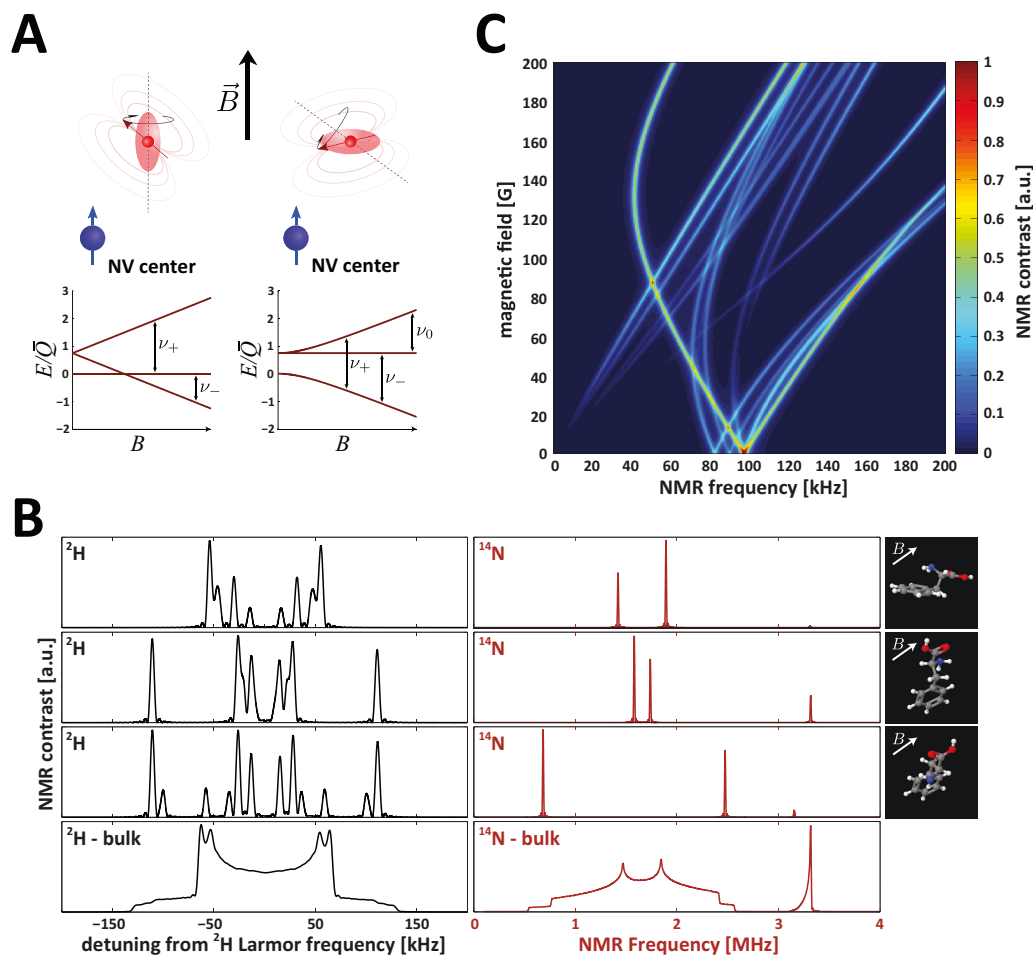 A
B⃗
NV center
NV center
E/Q̄
3
2
1
0
−1
−2
ν₊
ν₋
B
E/Q̄
3
2
1
0
−1
−2
ν₀
ν₊
ν₋
B
C
magnetic field [G]
200
180
160
140
120
100
80
60
40
20
0
0 20 40 60 80 100 120 140 160 180 200
NMR frequency [kHz]
1
0.9
0.8
0.7
0.6
0.5
0.4
0.3
0.2
0.1
0
NMR contrast [a.u.]
B
NMR contrast [a.u.]
²H
¹⁴N
B
²H
¹⁴N
B
²H
¹⁴N
B
²H - bulk
¹⁴N - bulk
−150 −50 50 150
detuning from ²H Larmor frequency [kHz]
0 1 2 3 4
NMR Frequency [MHz]